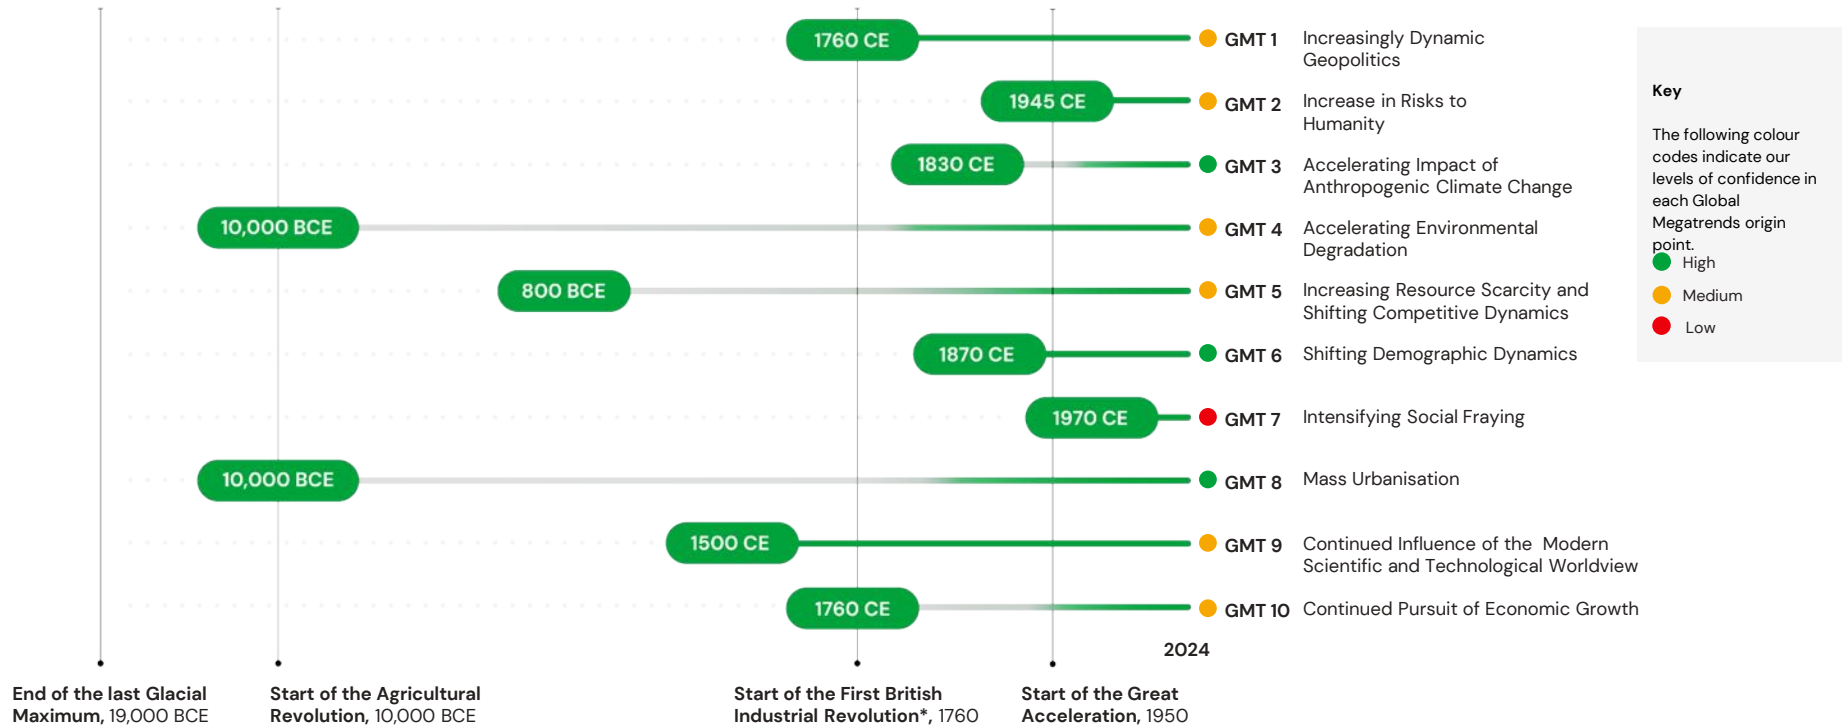 1760 CE
GMT 1
Increasingly Dynamic
Geopolitics
1945 CE
GMT 2
Increase in Risks to
Humanity
1830 CE
GMT 3
Accelerating Impact of
Anthropogenic Climate Change
10,000 BCE
GMT 4
Accelerating Environmental
Degradation
800 BCE
GMT 5
Increasing Resource Scarcity and
Shifting Competitive Dynamics
1870 CE
GMT 6
Shifting Demographic Dynamics
1970 CE
GMT 7
Intensifying Social Fraying
10,000 BCE
GMT 8
Mass Urbanisation
1500 CE
GMT 9
Continued Influence of the Modern
Scientific and Technological Worldview
1760 CE
GMT 10
Continued Pursuit of Economic Growth
2024
End of the last Glacial
Maximum, 19,000 BCE
Start of the Agricultural
Revolution, 10,000 BCE
Start of the First British
Industrial Revolution*, 1760
Start of the Great
Acceleration, 1950
Key
The following colour
codes indicate our
levels of confidence in
each Global
Megatrends origin
point.
High
Medium
Low